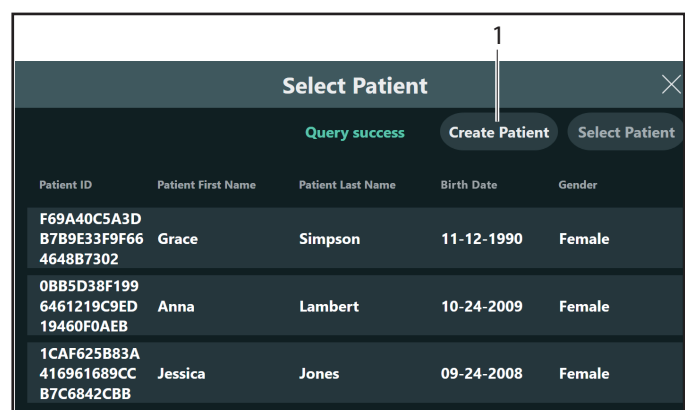 1
Select Patient
Query success Create Patient Select Patient
Patient ID Patient First Name Patient Last Name Birth Date Gender
F69A40C5A3D
B7B9E33F9F66 Grace Simpson 11-12-1990 Female
4648B7302
0BB5D38F199
6461219C9ED Anna Lambert 10-24-2009 Female
19460F0AEB
1CAF625B83A
416961689CC Jessica Jones 09-24-2008 Female
B7C6842CBB